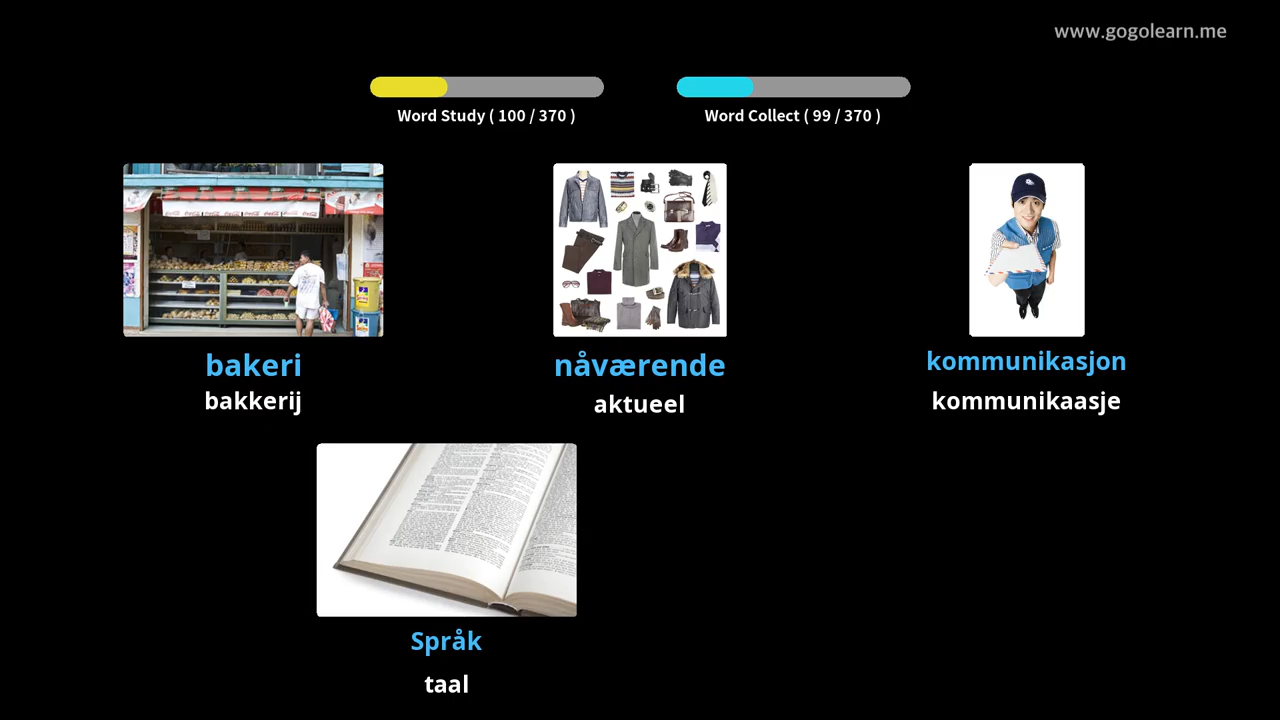 www.gogolearn.me
Word Study ( 100 / 370 )
Word Collect ( 99 / 370 )
bakeri
nåværende
kommunikasjon
bakkerij
aktueel
kommunikaasje
Språk
taal